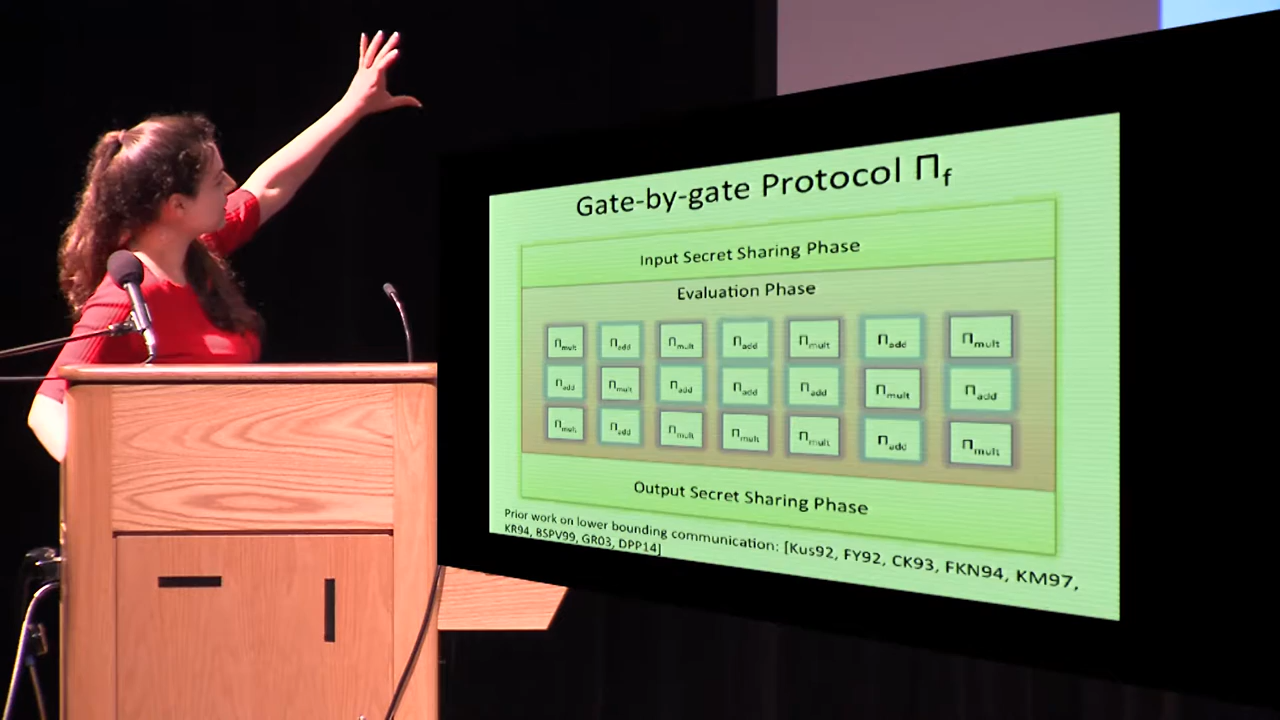 Gate-by-gate Protocol Πf
Input Secret Sharing Phase
Evaluation Phase
Πmult Πadd Πmult Πadd Πmult Πadd Πmult
Πadd Πmult Πadd Πadd Πadd Πmult Πadd
Πmult Πadd Πmult Πmult Πmult Πadd Πmult
Output Secret Sharing Phase
Prior work on lower bounding communication: [Kus92, FY92, CK93, FKN94, KM97,
KR94, BSPV99, GR03, DPP14]